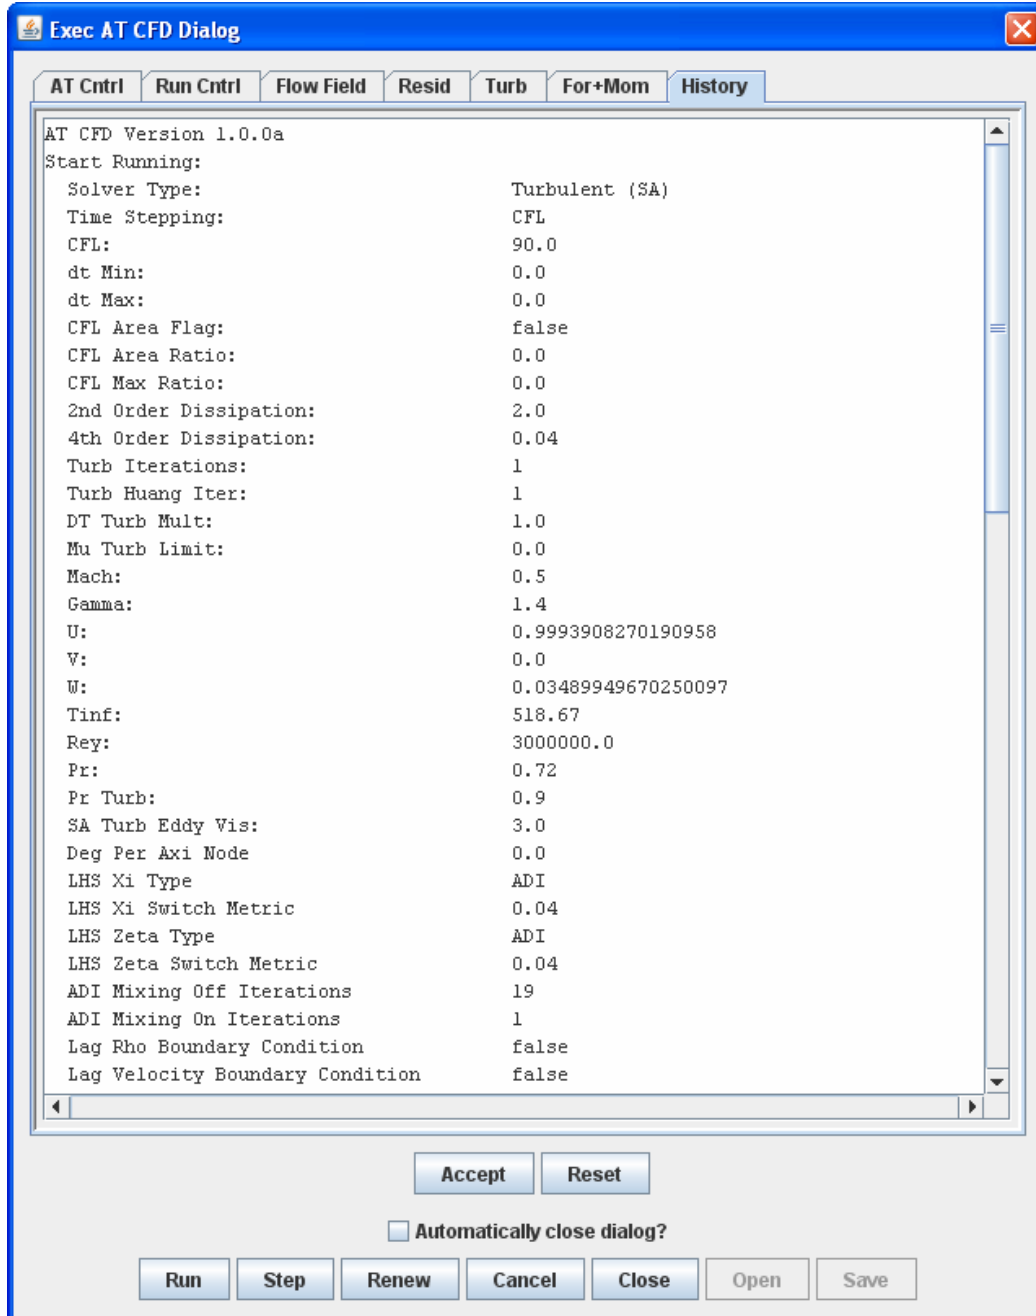 Exec AT CFD Dialog
AT Cntrl Run Cntrl Flow Field Resid Turb For+Mom History
AT CFD Version 1.0.0a
Start Running:
Solver Type: Turbulent (SA)
Time Stepping: CFL
CFL: 90.0
dt Min: 0.0
dt Max: 0.0
CFL Area Flag: false
CFL Area Ratio: 0.0
CFL Max Ratio: 0.0
2nd Order Dissipation: 2.0
4th Order Dissipation: 0.04
Turb Iterations: 1
Turb Huang Iter: 1
DT Turb Mult: 1.0
Mu Turb Limit: 0.0
Mach: 0.5
Gamma: 1.4
U: 0.9993908270190958
V: 0.0
W: 0.03489949670250097
Tinf: 518.67
Rey: 3000000.0
Pr: 0.72
Pr Turb: 0.9
SA Turb Eddy Vis: 3.0
Deg Per Axi Node 0.0
LHS Xi Type ADI
LHS Xi Switch Metric 0.04
LHS Zeta Type ADI
LHS Zeta Switch Metric 0.04
ADI Mixing Off Iterations 19
ADI Mixing On Iterations 1
Lag Rho Boundary Condition false
Lag Velocity Boundary Condition false
Accept Reset
Automatically close dialog?
Run Step Renew Cancel Close Open Save